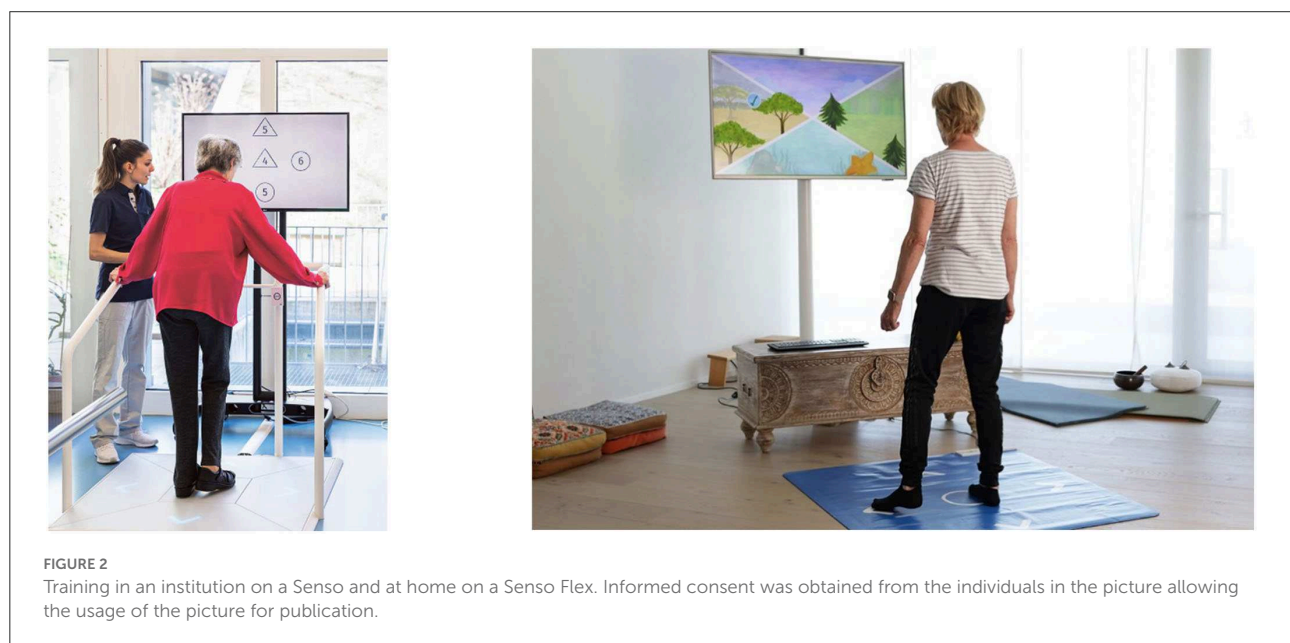 5
4 6
5
FIGURE 2
Training in an institution on a Senso and at home on a Senso Flex. Informed consent was obtained from the individuals in the picture allowing
the usage of the picture for publication.